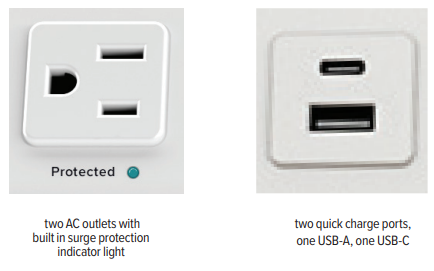 Protected
two AC outlets with
built in surge protection
indicator light
two quick charge ports,
one USB-A, one USB-C